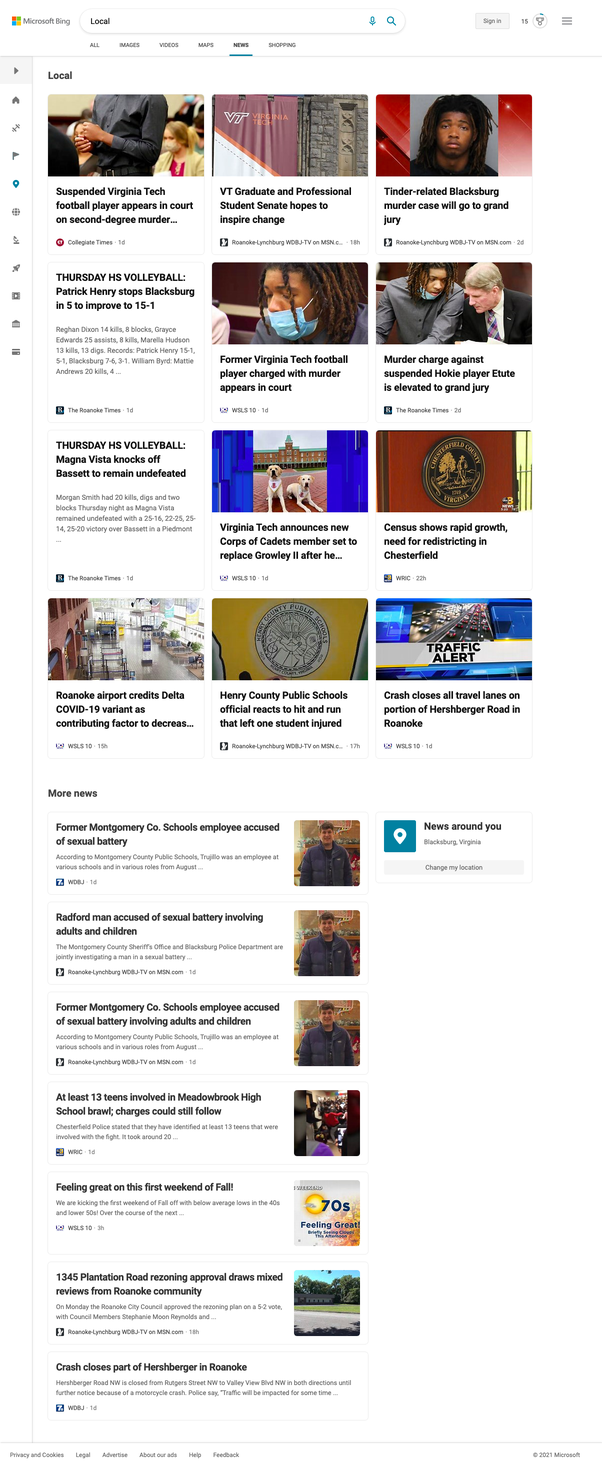 Microsoft Bing
Local
Sign in
15
ALL
IMAGES
VIDEOS
MAPS
NEWS
SHOPPING
Local
VT VIRGINIA
TECH
Suspended Virginia Tech
football player appears in court
on second-degree murder...
Collegiate Times · 1d
VT Graduate and Professional
Student Senate hopes to
inspire change
Roanoke-Lynchburg WDBJ-TV on MSN.c... · 18h
Tinder-related Blacksburg
murder case will go to grand
jury
Roanoke-Lynchburg WDBJ-TV on MSN.com · 2d
THURSDAY HS VOLLEYBALL:
Patrick Henry stops Blacksburg
in 5 to improve to 15-1
Reghan Dixon 14 kills, 8 blocks, Grayce
Edwards 25 assists, 8 kills, Marella Hudson
13 kills, 13 digs. Records: Patrick Henry 15-1,
5-1, Blacksburg 7-6, 3-1. William Byrd: Mattie
Andrews 20 kills, 4 ...
The Roanoke Times · 1d
Former Virginia Tech football
player charged with murder
appears in court
WSLS 10 · 1d
Murder charge against
suspended Hokie player Etute
is elevated to grand jury
The Roanoke Times · 2d
THURSDAY HS VOLLEYBALL:
Magna Vista knocks off
Bassett to remain undefeated
Morgan Smith had 20 kills, digs and two
blocks Thursday night as Magna Vista
remained undefeated with a 25-16, 22-25, 25-
14, 25-20 victory over Bassett in a Piedmont
...
The Roanoke Times · 1d
Virginia Tech announces new
Corps of Cadets member set to
replace Growley II after he...
WSLS 10 · 1d
CHESTERFIELD COUNTY
1749
VIRGINIA
8
NEWS
Census shows rapid growth,
need for redistricting in
Chesterfield
WRIC · 22h
Roanoke airport credits Delta
COVID-19 variant as
contributing factor to decreas...
WSLS 10 · 15h
HENRY COUNTY PUBLIC SCHOOLS
Henry County Public Schools
official reacts to hit and run
that left one student injured
Roanoke-Lynchburg WDBJ-TV on MSN.c... · 17h
TRAFFIC
ALERT
Crash closes all travel lanes on
portion of Hershberger Road in
Roanoke
WSLS 10 · 1d
More news
Former Montgomery Co. Schools employee accused
of sexual battery
According to Montgomery County Public Schools, Trujillo was an employee at
various schools and in various roles from August ...
WDBJ · 1d
News around you
Blacksburg, Virginia
Change my location
Radford man accused of sexual battery involving
adults and children
The Montgomery County Sheriff's Office and Blacksburg Police Department are
jointly investigating a man in a sexual battery ...
Roanoke-Lynchburg WDBJ-TV on MSN.com · 1d
Former Montgomery Co. Schools employee accused
of sexual battery involving adults and children
According to Montgomery County Public Schools, Trujillo was an employee at
various schools and in various roles from August ...
Roanoke-Lynchburg WDBJ-TV on MSN.com · 1d
At least 13 teens involved in Meadowbrook High
School brawl; charges could still follow
Chesterfield Police stated that they have identified at least 13 teens that were
involved with the fight. It took around 20 ...
WRIC · 1d
Feeling great on this first weekend of Fall!
We are kicking the first weekend of Fall off with below average lows in the 40s
and lower 50s! Over the course of the next ...
WSLS 10 · 3h
WEEKEND
70s
Feeling Great!
Briefly Seeing Clouds
This Afternoon
1345 Plantation Road rezoning approval draws mixed
reviews from Roanoke community
On Monday the Roanoke City Council approved the rezoning plan on a 5-2 vote,
with Council Members Stephanie Moon Reynolds and ...
Roanoke-Lynchburg WDBJ-TV on MSN.com · 18h
Crash closes part of Hershberger in Roanoke
Hershberger Road NW is closed from Rutgers Street NW to Valley View Blvd NW in both directions until
further notice because of a motorcycle crash. Police say, "Traffic will be impacted for some time ...
WDBJ · 1d
Privacy and Cookies
Legal
Advertise
About our ads
Help
Feedback
© 2021 Microsoft